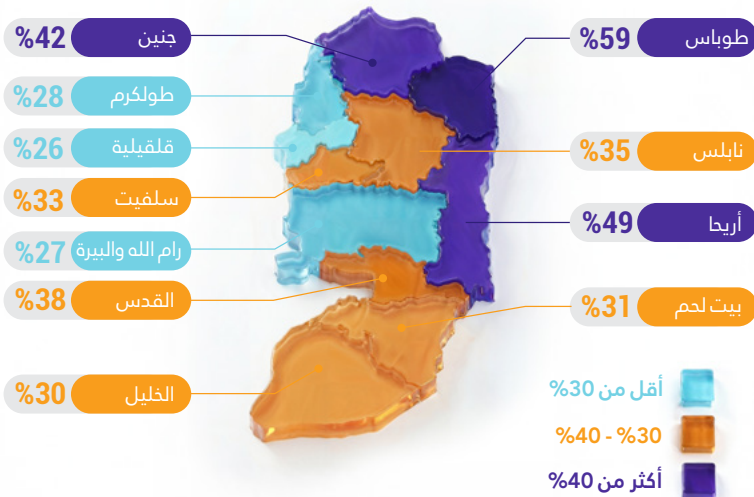 طوباس %59
جنين %42
طولكرم %28
نابلس %35
قلقيلية %26
سلفيت %33
أريحا %49
رام الله والبيرة %27
القدس %38
بيت لحم %31
الخليل %30
أقل من 30%
30% - 40%
أكثر من 40%